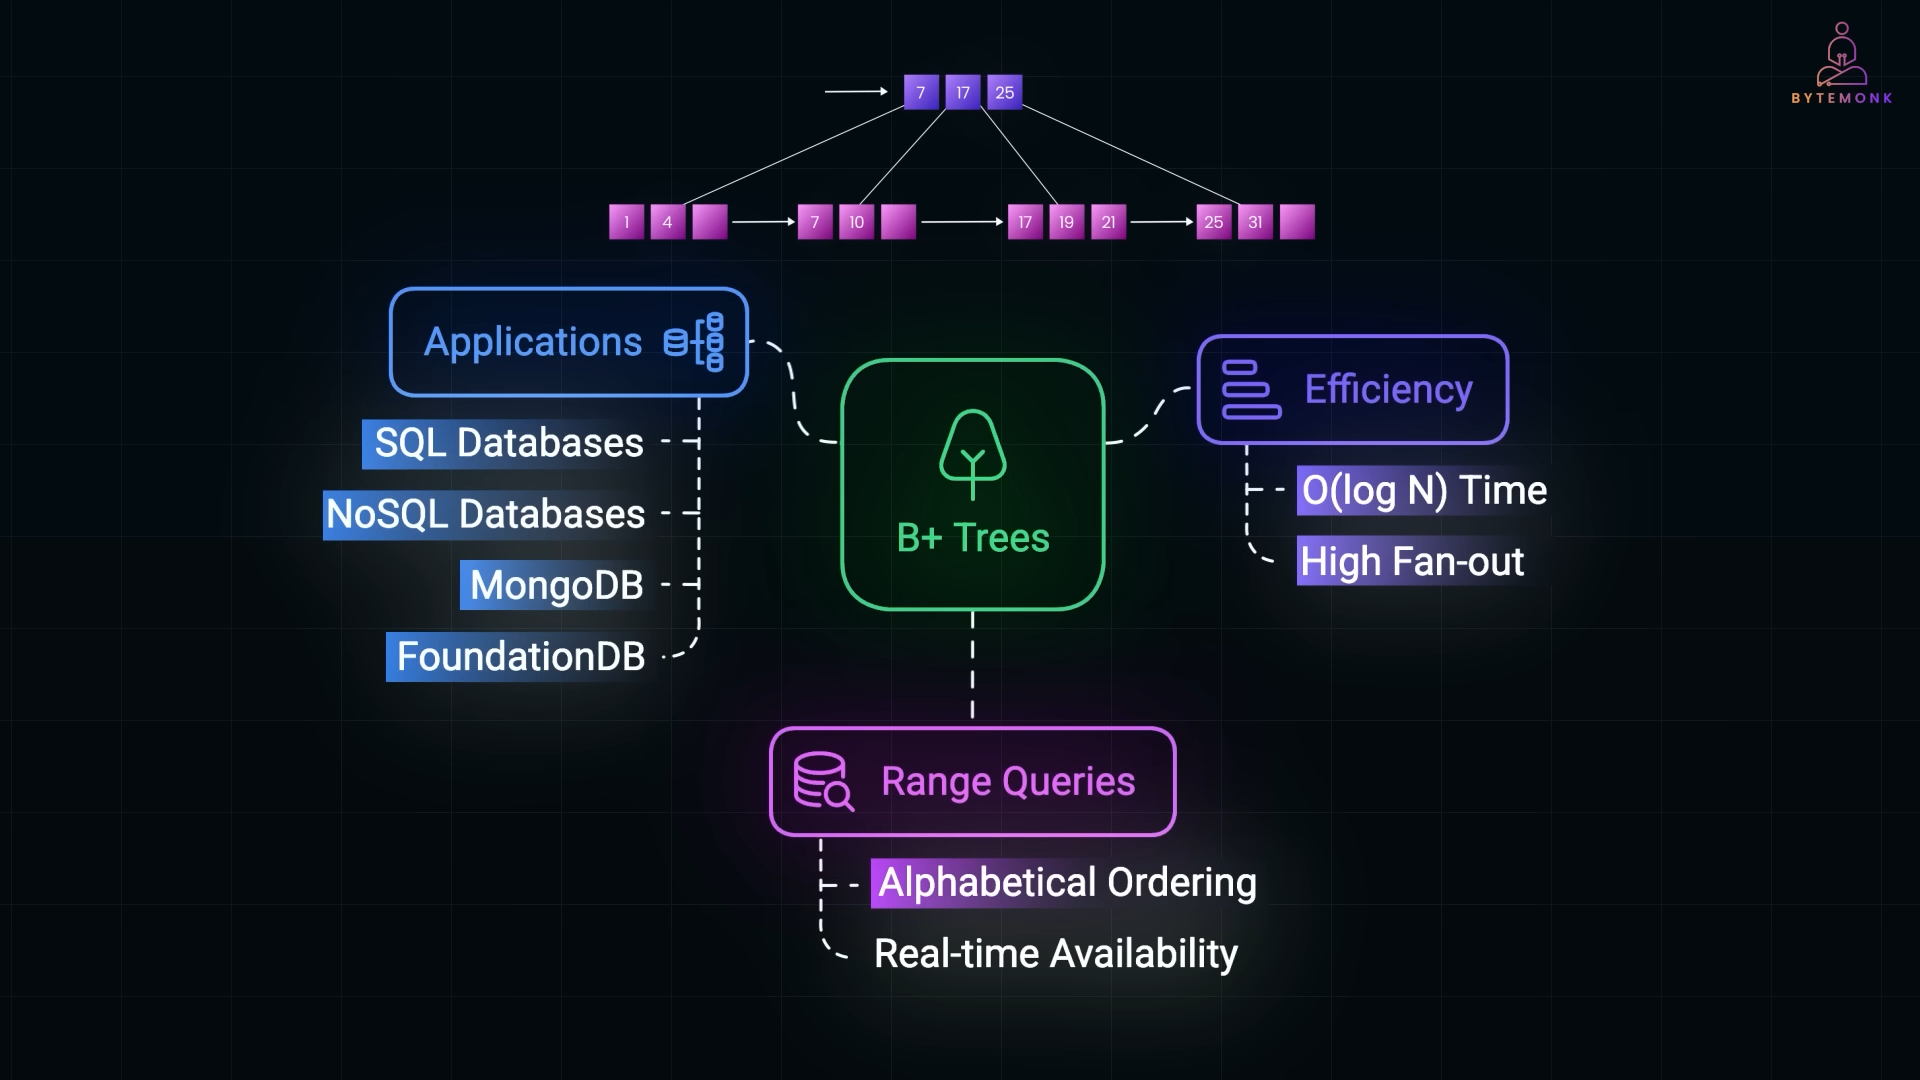 BYTEMONK
7 17 25
1 4 7 10 17 19 21 25 31
Applications
SQL Databases
NoSQL Databases
MongoDB
FoundationDB
B+ Trees
Efficiency
O(log N) Time
High Fan-out
Range Queries
Alphabetical Ordering
Real-time Availability